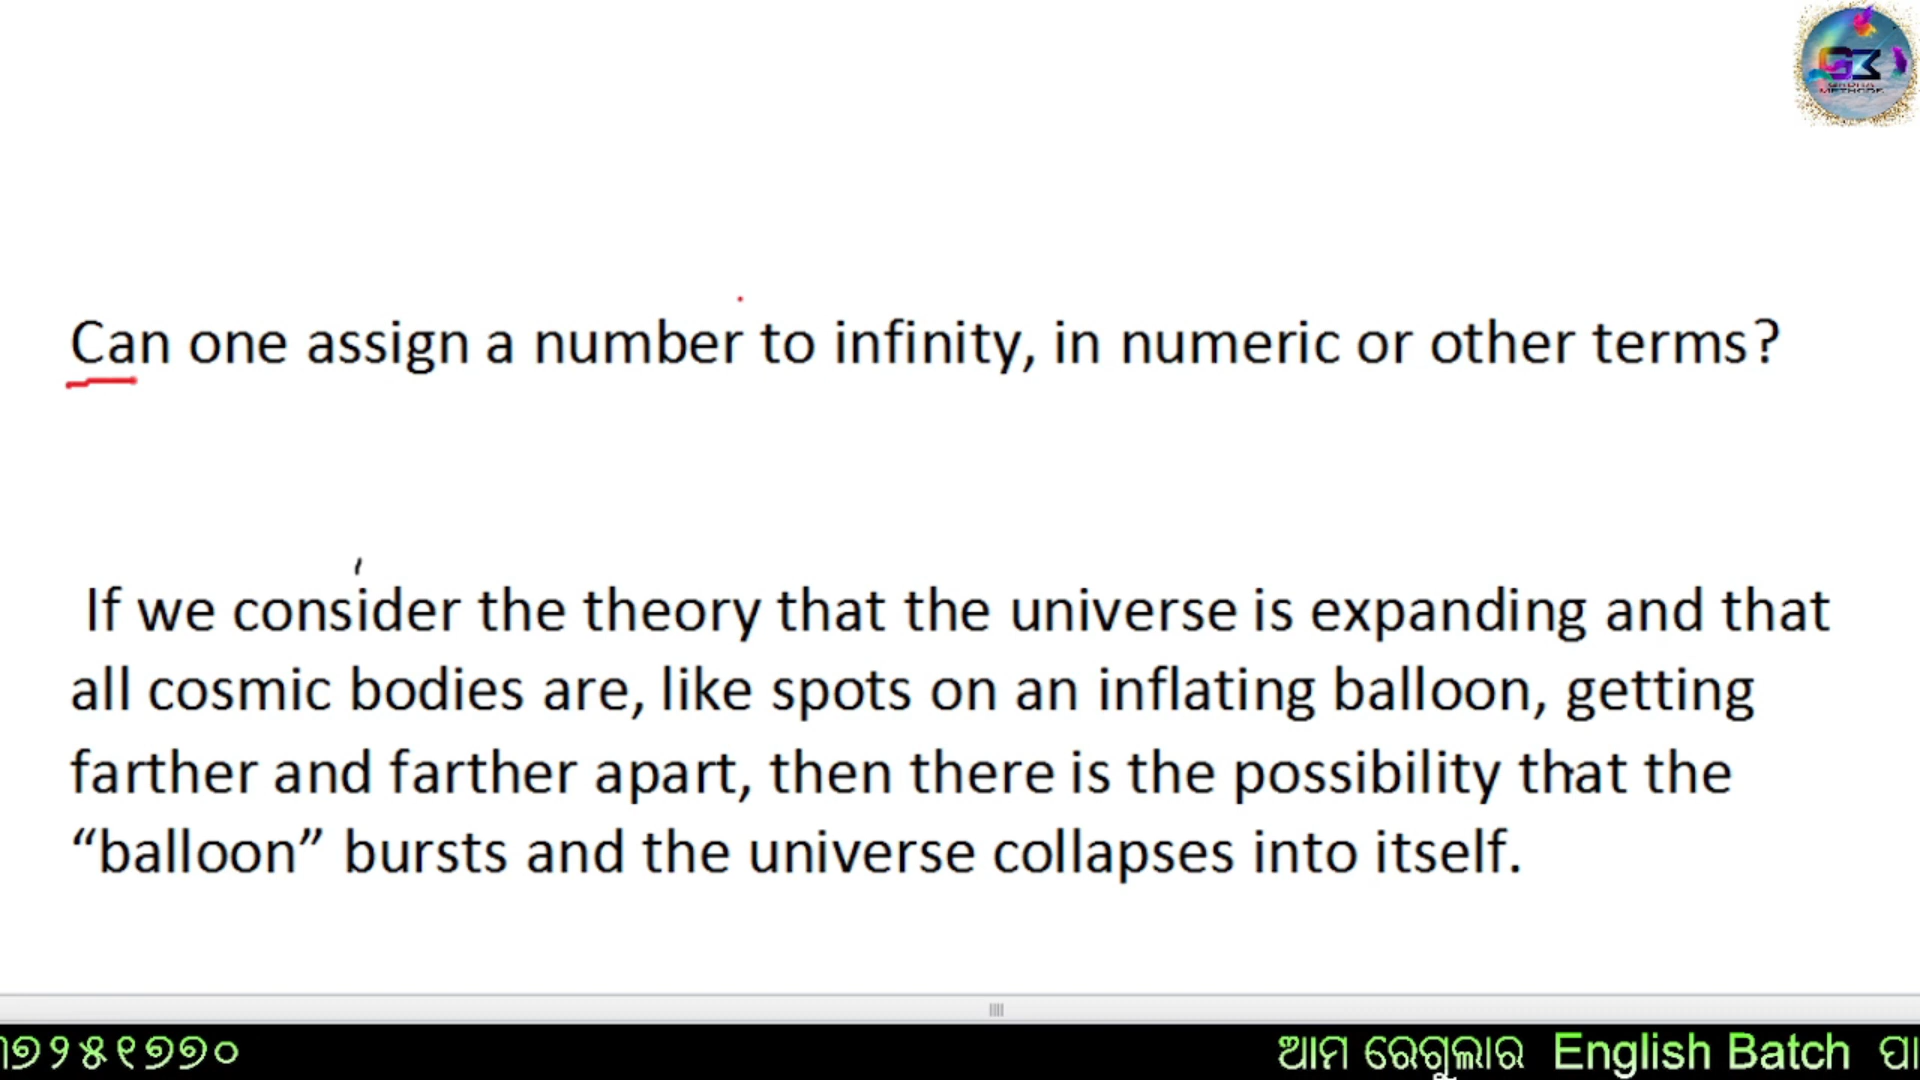 Can one assign a number to infinity, in numeric or other terms?
If we consider the theory that the universe is expanding and that
all cosmic bodies are, like spots on an inflating balloon, getting
farther and farther apart, then there is the possibility that the
“balloon” bursts and the universe collapses into itself.
୭୨୫୧୭୭୦ ଆମ ରେଗୁଲାର English Batch